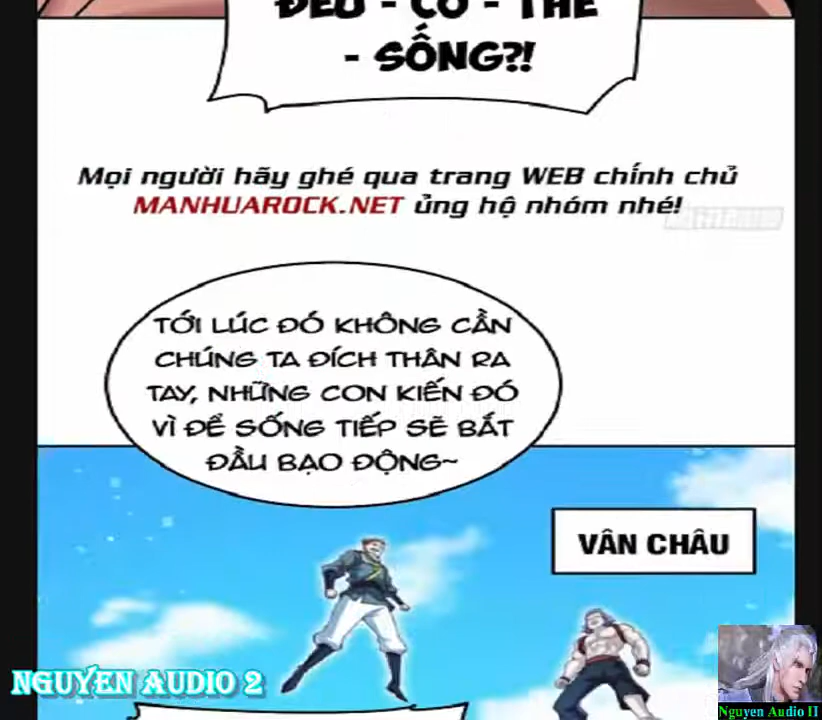 ĐỀU - CÓ - THỂ
- SỐNG?!
Mọi người hãy ghé qua trang WEB chính chủ
MANHUAROCK.NET ủng hộ nhóm nhé!
TỚI LÚC ĐÓ KHÔNG CẦN
CHÚNG TA ĐÍCH THÂN RA
TAY, NHỮNG CON KIẾN ĐÓ
VÌ ĐỂ SỐNG TIẾP SẼ BẮT
ĐẦU BẠO ĐỘNG~
VÂN CHÂU
NGUYEN AUDIO 2
Nguyen Audio II